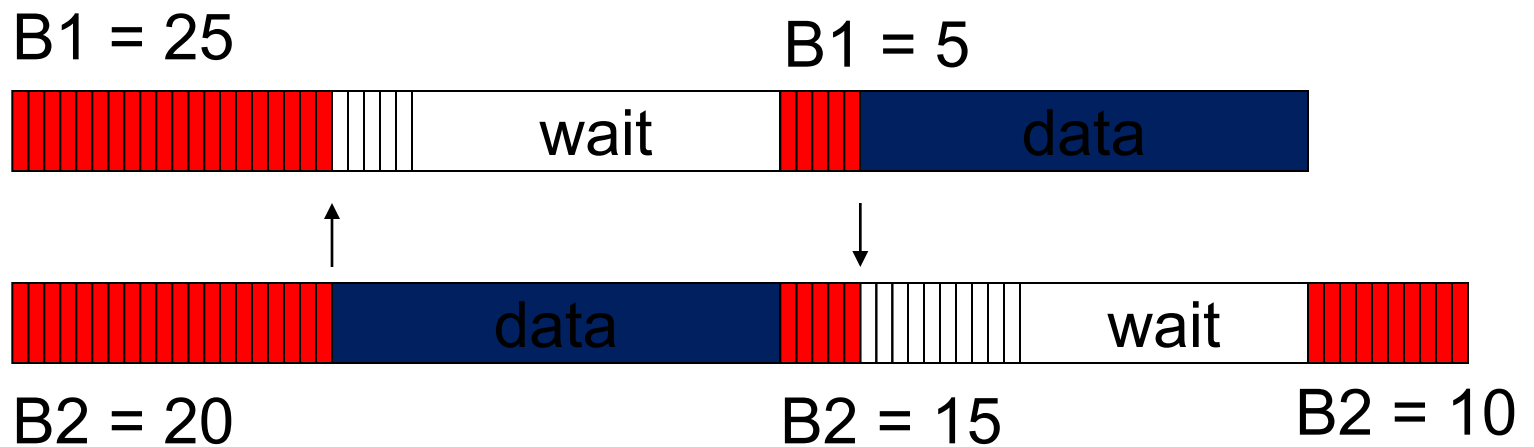 B1 = 25
B1 = 5
wait
data
data
wait
B2 = 20
B2 = 15
B2 = 10